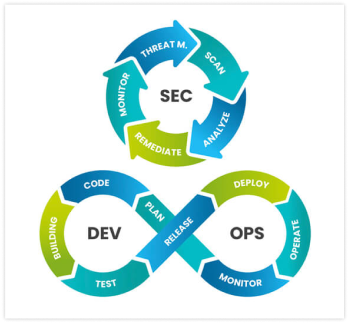 THREAT M.
SCAN
ANALYZE
REMEDIATE
MONITOR
SEC
CODE
PLAN
BUILDING
DEV
TEST
RELEASE
DEPLOY
OPERATE
OPS
MONITOR